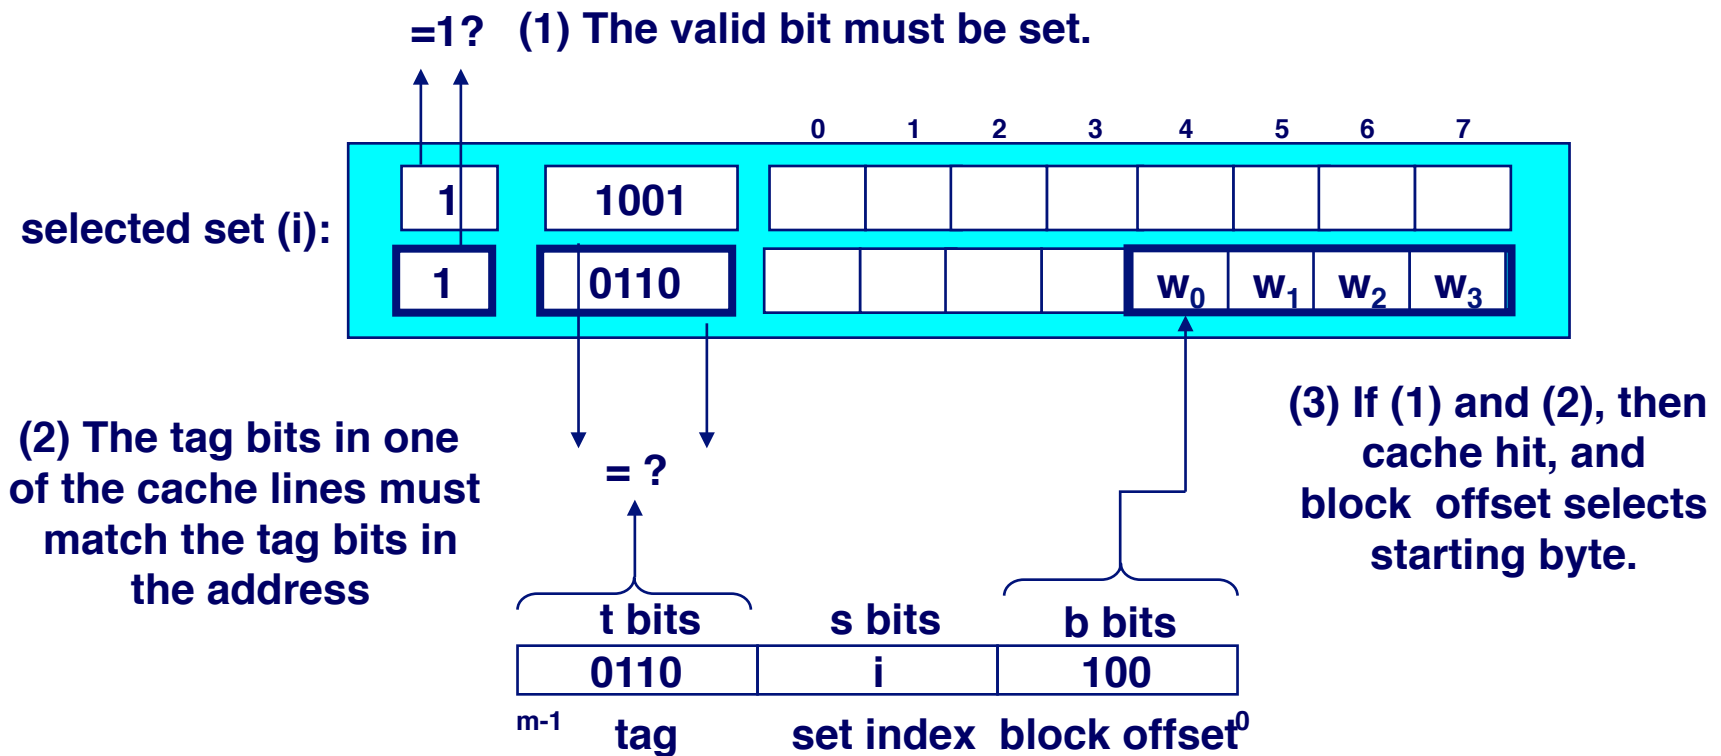 =1? (1) The valid bit must be set.
0 1 2 3 4 5 6 7
1 1001
selected set (i):
1 0110 w0 w1 w2 w3
(2) The tag bits in one
of the cache lines must
match the tag bits in
the address
= ?
(3) If (1) and (2), then
cache hit, and
block offset selects
starting byte.
t bits s bits b bits
0110 i 100
m-1 tag set index block offset 0